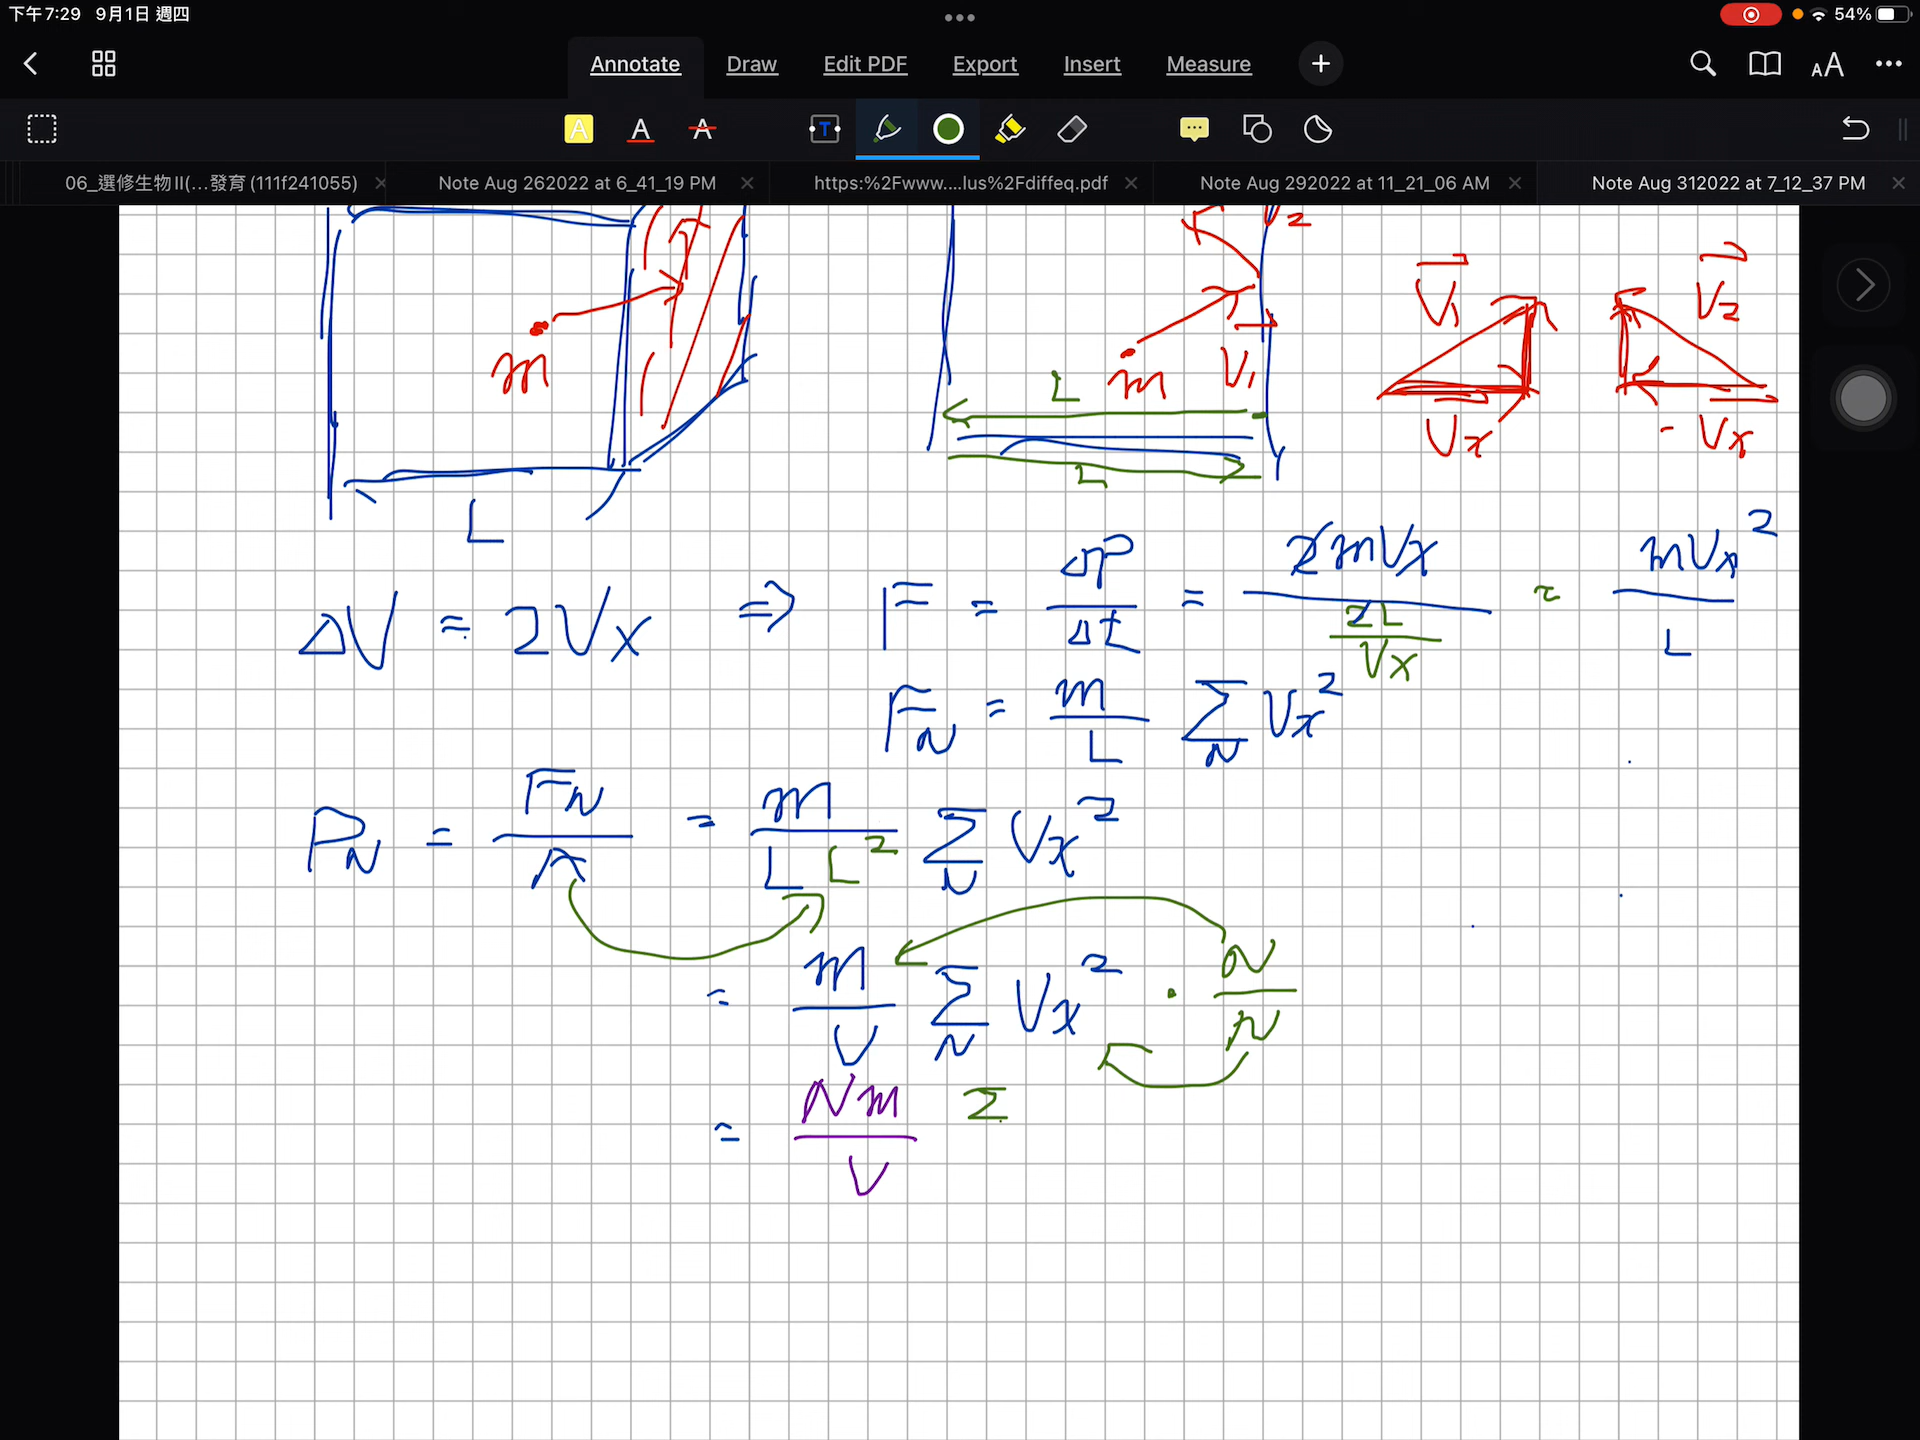 下午7:29 9月1日 週四
54%
Annotate Draw Edit PDF Export Insert Measure
AA
A A A T
06_選修生物II(...發育 (111f241055) Note Aug 262022 at 6_41_19 PM https:%2Fwww....lus%2Fdiffeq.pdf Note Aug 292022 at 11_21_06 AM Note Aug 312022 at 7_12_37 PM
m
L
V2
m V1
L
L
V1
Vx
V2
-Vx
ΔV = 2Vx ⇒ F = ΔP/Δt = 2mVx/(2L/Vx) = mVx²/L
F_N = m/L Σ_N Vx²
P_N = F_N/A = m/(L L²) Σ_N Vx²
= m/V Σ_N Vx² · N/N
= Nm/V Σ